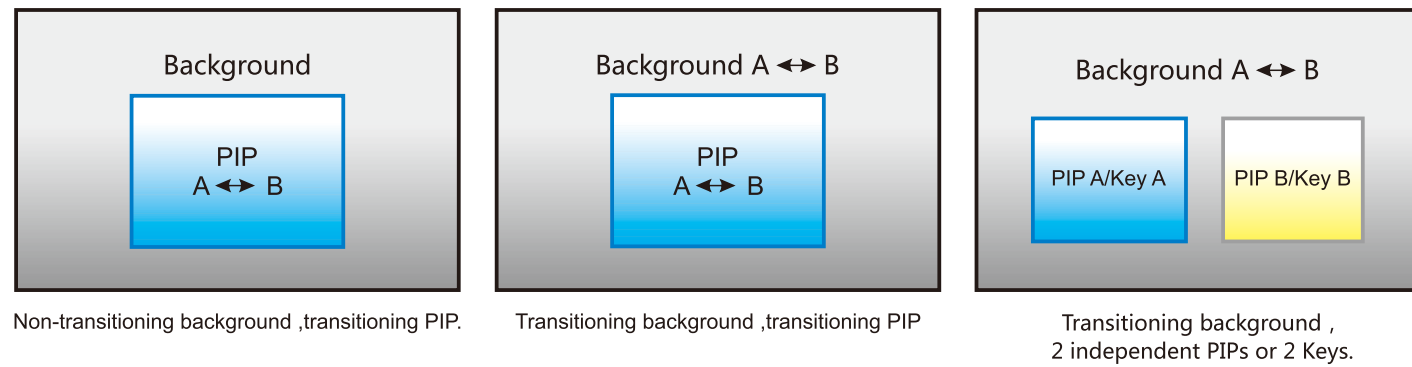 Background
PIP
A ↔ B
Non-transitioning background ,transitioning PIP.
Background A ↔ B
PIP
A ↔ B
Transitioning background ,transitioning PIP
Background A ↔ B
PIP A/Key A
PIP B/Key B
Transitioning background ,
2 independent PIPs or 2 Keys.